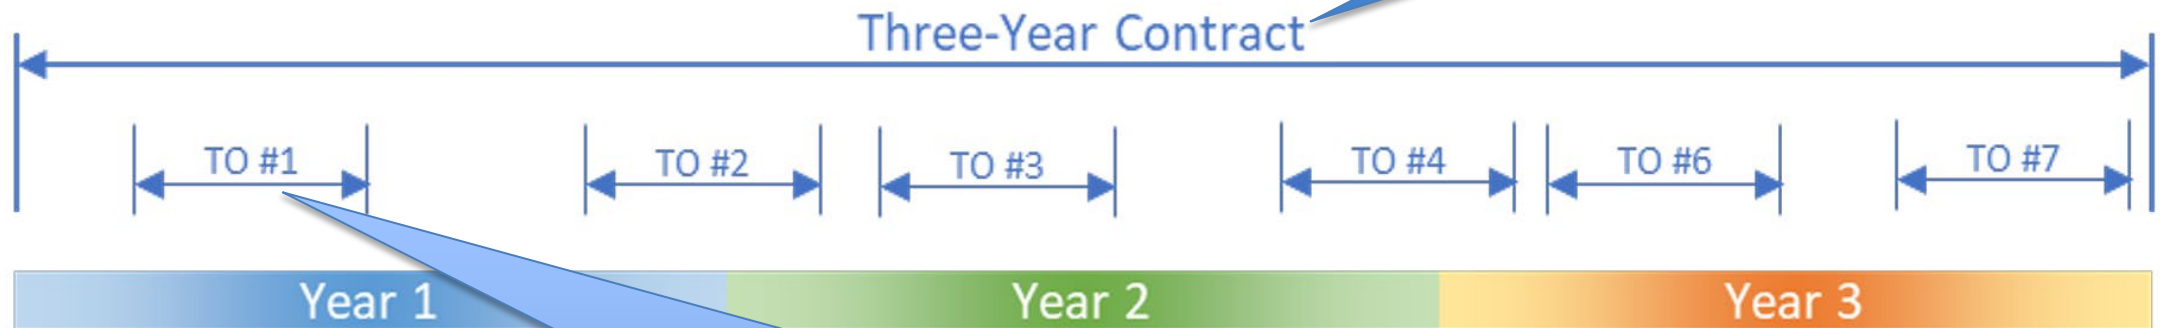 Three-Year Contract
TO #1
TO #2
TO #3
TO #4
TO #6
TO #7
Year 1
Year 2
Year 3